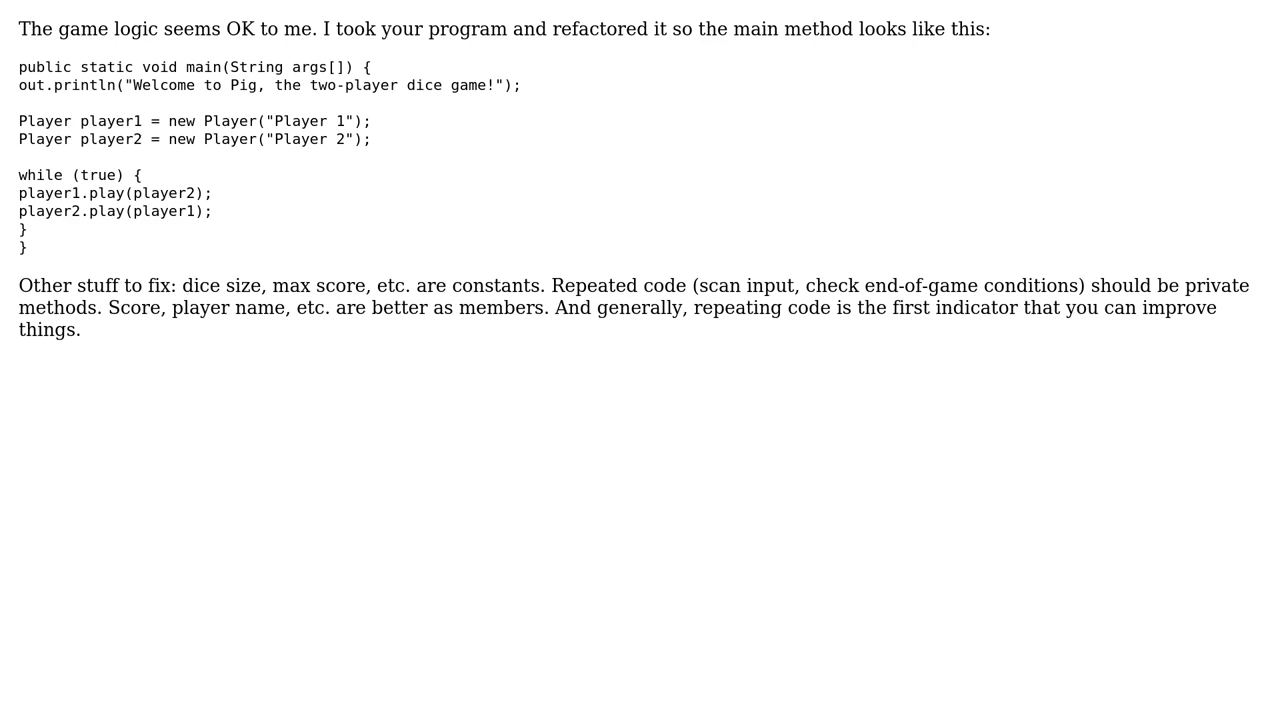 The game logic seems OK to me. I took your program and refactored it so the main method looks like this:
public static void main(String args[]) {
out.println("Welcome to Pig, the two-player dice game!");
Player player1 = new Player("Player 1");
Player player2 = new Player("Player 2");
while (true) {
player1.play(player2);
player2.play(player1);
}
}
Other stuff to fix: dice size, max score, etc. are constants. Repeated code (scan input, check end-of-game conditions) should be private
methods. Score, player name, etc. are better as members. And generally, repeating code is the first indicator that you can improve
things.